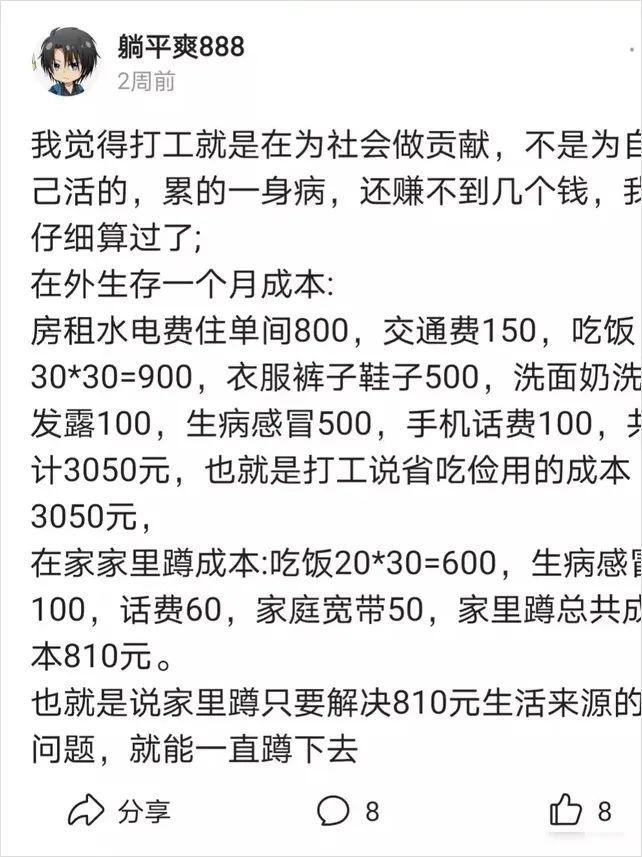 躺平爽888
2周前
我觉得打工就是在为社会做贡献，不是为自
己活的，累的一身病，还赚不到几个钱，我
仔细算过了;
在外生存一个月成本:
房租水电费住单间800，交通费150，吃饭
30*30=900，衣服裤子鞋子500，洗面奶洗
发露100，生病感冒500，手机话费100，共
计3050元，也就是打工说省吃俭用的成本
3050元，
在家家里蹲成本:吃饭20*30=600，生病感冒
100，话费60，家庭宽带50，家里蹲总共成
本810元。
也就是说家里蹲只要解决810元生活来源的
问题，就能一直蹲下去
分享
8
8